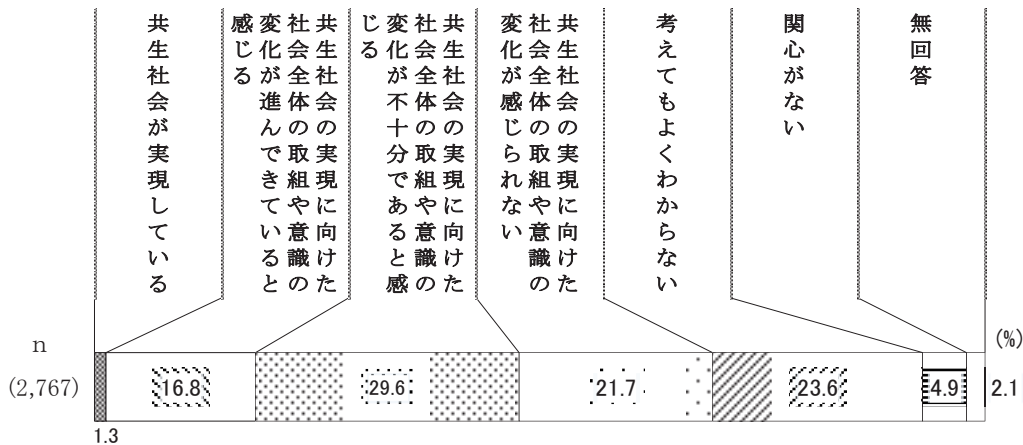 共生社会が実現している
共生社会の実現に向けた
社会全体の取組や意識の
変化が進んできていると
感じる
共生社会の実現に向けた
社会全体の取組や意識の
変化が不十分であると感
じる
共生社会の実現に向けた
社会全体の取組や意識の
変化が感じられない
考えてもよくわからない
関心がない
無回答
n
(%)
(2,767)
1.3
16.8
29.6
21.7
23.6
4.9
2.1